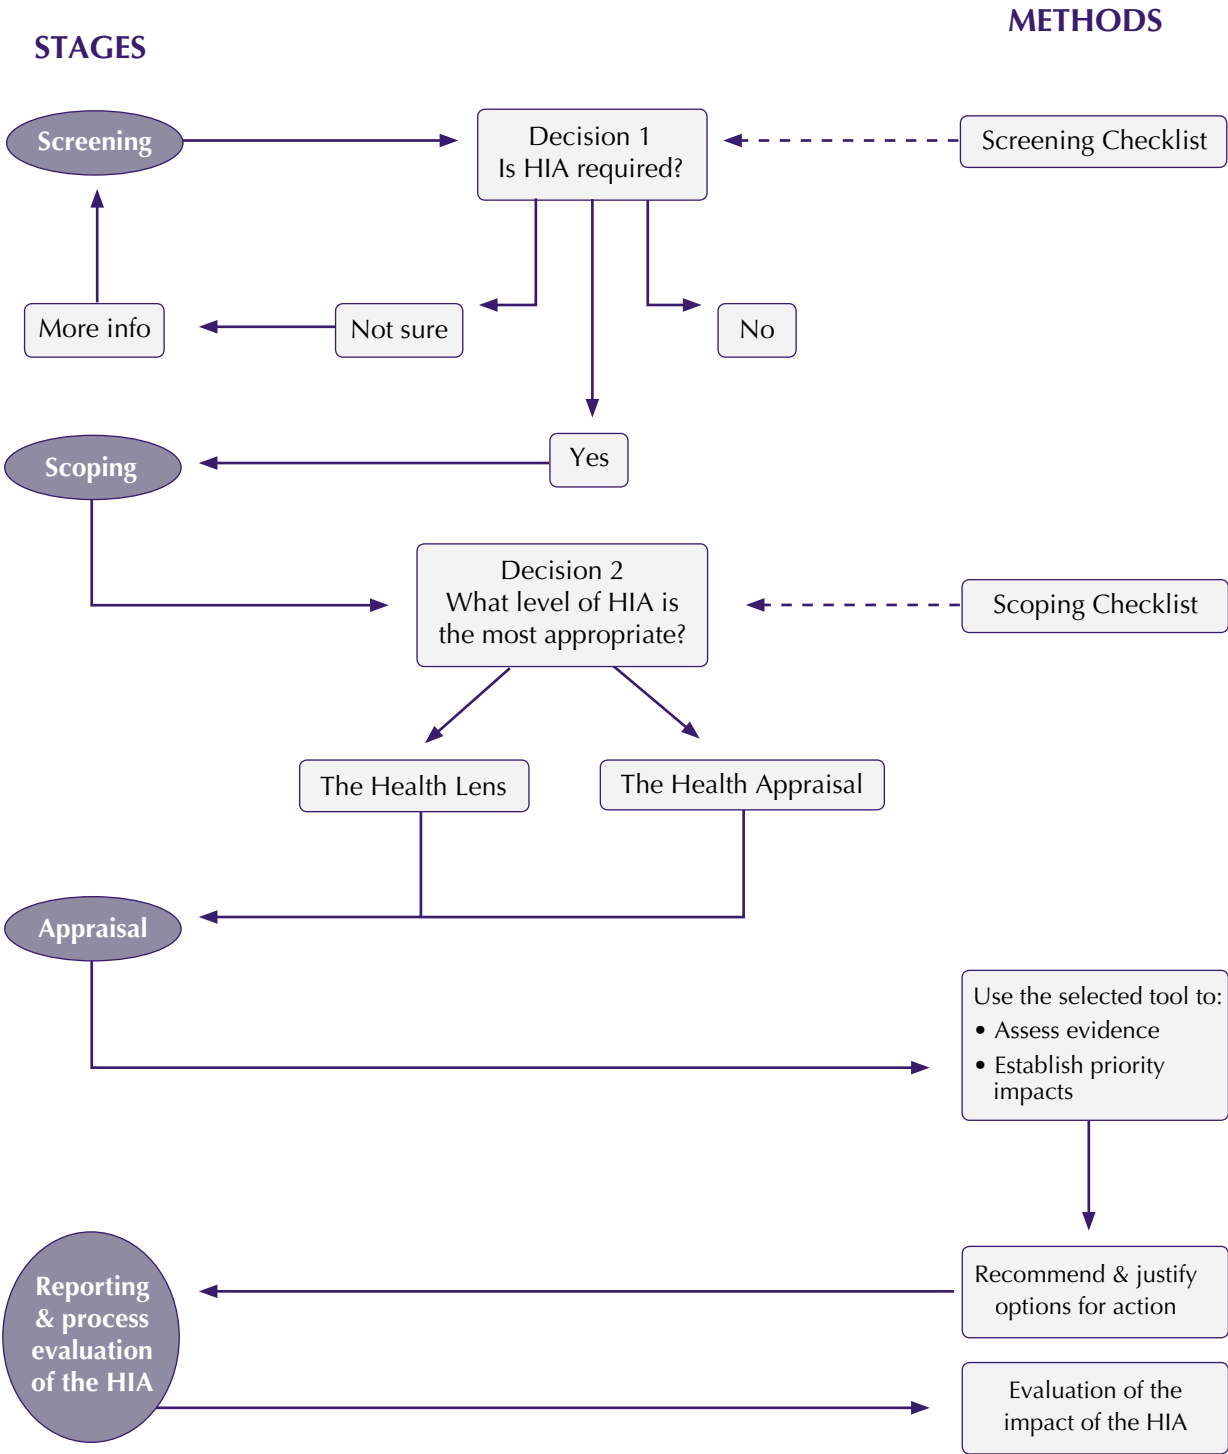 STAGES
METHODS
Screening
Decision 1
Is HIA required?
Screening Checklist
More info
Not sure
No
Yes
Scoping
Decision 2
What level of HIA is
the most appropriate?
Scoping Checklist
The Health Lens
The Health Appraisal
Appraisal
Use the selected tool to:
• Assess evidence
• Establish priority
impacts
Reporting
& process
evaluation
of the HIA
Recommend & justify
options for action
Evaluation of the
impact of the HIA